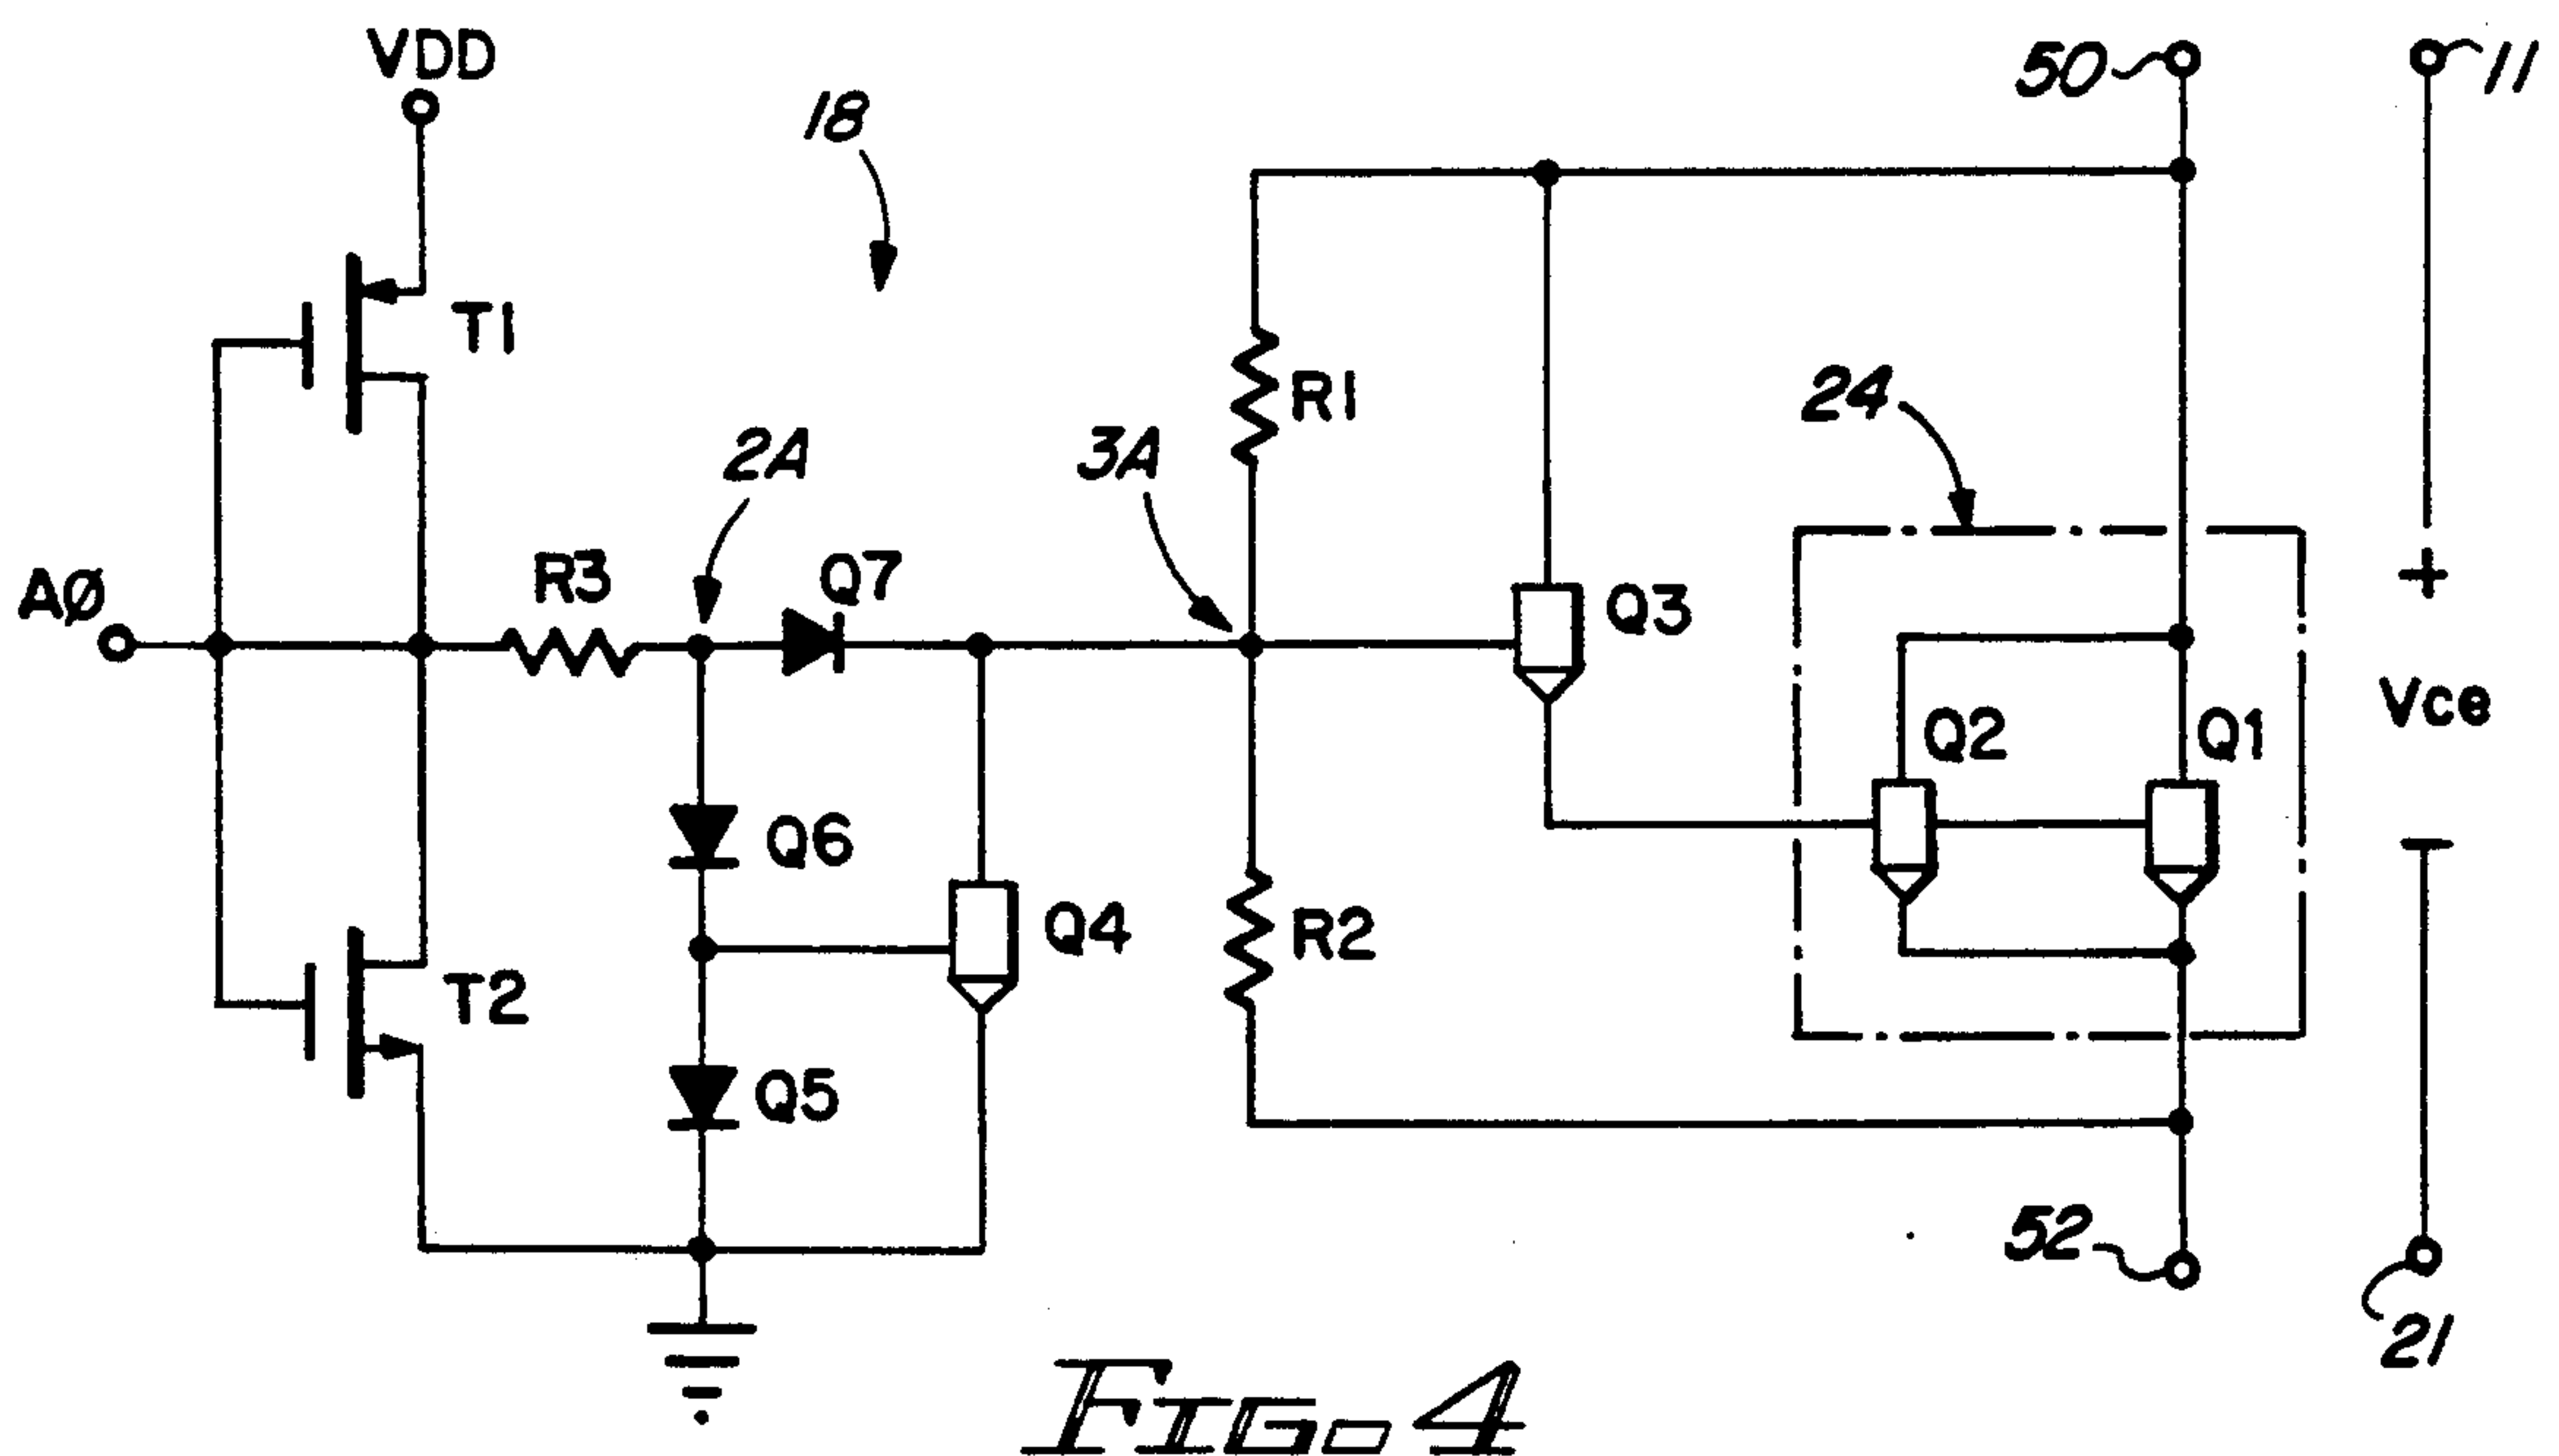 VDD
50
11
18
T1
R1
24
2A
3A
AØ
R3
Q7
Q3
+
Vce
Q2
Q1
Q6
Q4
R2
T2
Q5
−
52
21
FIG. 4